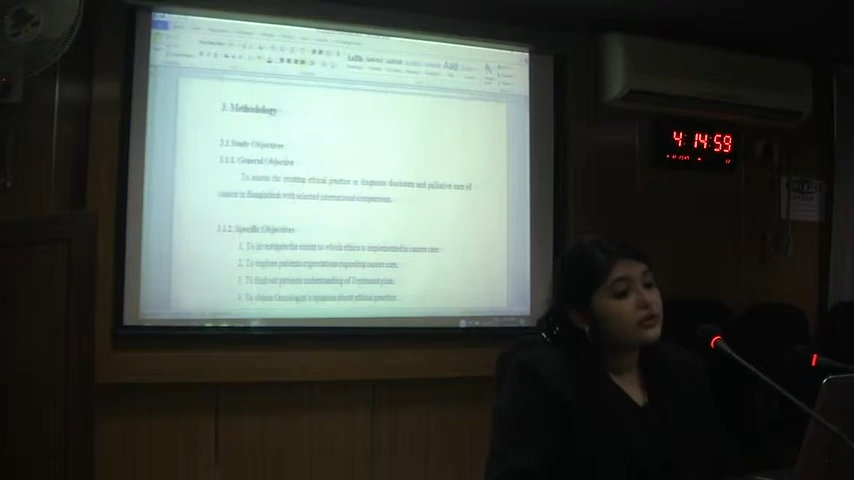 3. Methodology
3.1 Study Objectives
3.1.1. General Objective
To assess the existing ethical practice in diagnosis disclosure and palliative care of
cancer in Bangladesh with selected international comparisons.
3.1.2. Specific Objectives
1. To investigate the extent to which ethics is implemented in cancer care.
2. To explore patients expectations regarding cancer care.
3. To find out patients understanding of Treatment plan.
4. To obtain Oncologist's opinions about ethical practice.
4:14:59